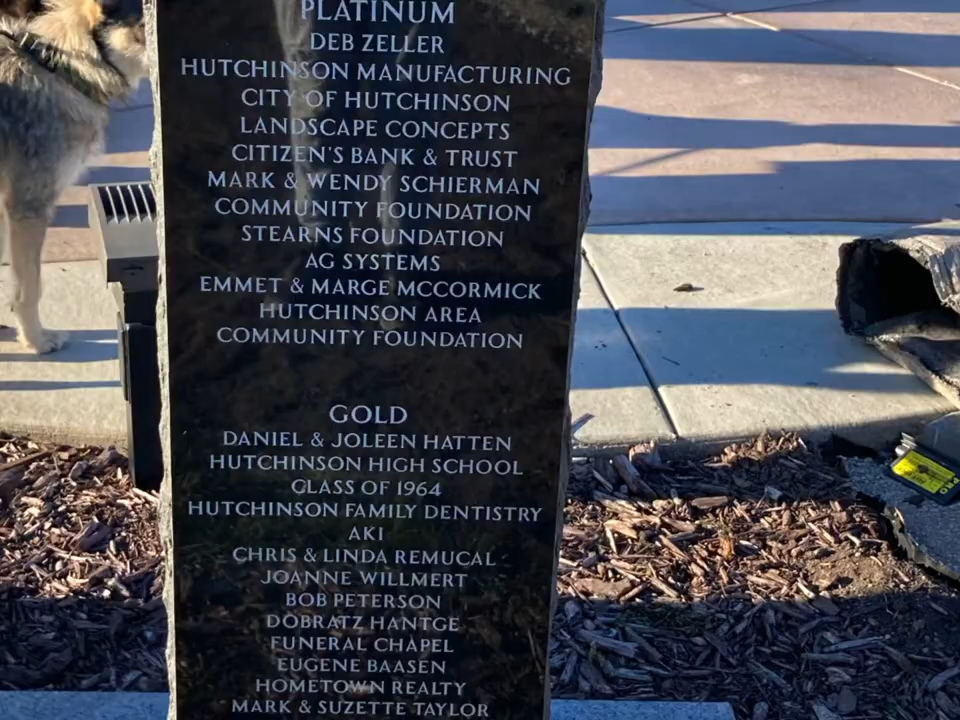 PLATINUM
DEB ZELLER
HUTCHINSON MANUFACTURING
CITY OF HUTCHINSON
LANDSCAPE CONCEPTS
CITIZEN'S BANK & TRUST
MARK & WENDY SCHIERMAN
COMMUNITY FOUNDATION
STEARNS FOUNDATION
AG SYSTEMS
EMMET & MARGE MCCORMICK
HUTCHINSON AREA
COMMUNITY FOUNDATION
GOLD
DANIEL & JOLEEN HATTEN
HUTCHINSON HIGH SCHOOL
CLASS OF 1964
HUTCHINSON FAMILY DENTISTRY
AKI
CHRIS & LINDA REMUCAL
JOANNE WILLMERT
BOB PETERSON
DOBRATZ HANTGE
FUNERAL CHAPEL
EUGENE BAASEN
HOMETOWN REALTY
MARK & SUZETTE TAYLOR